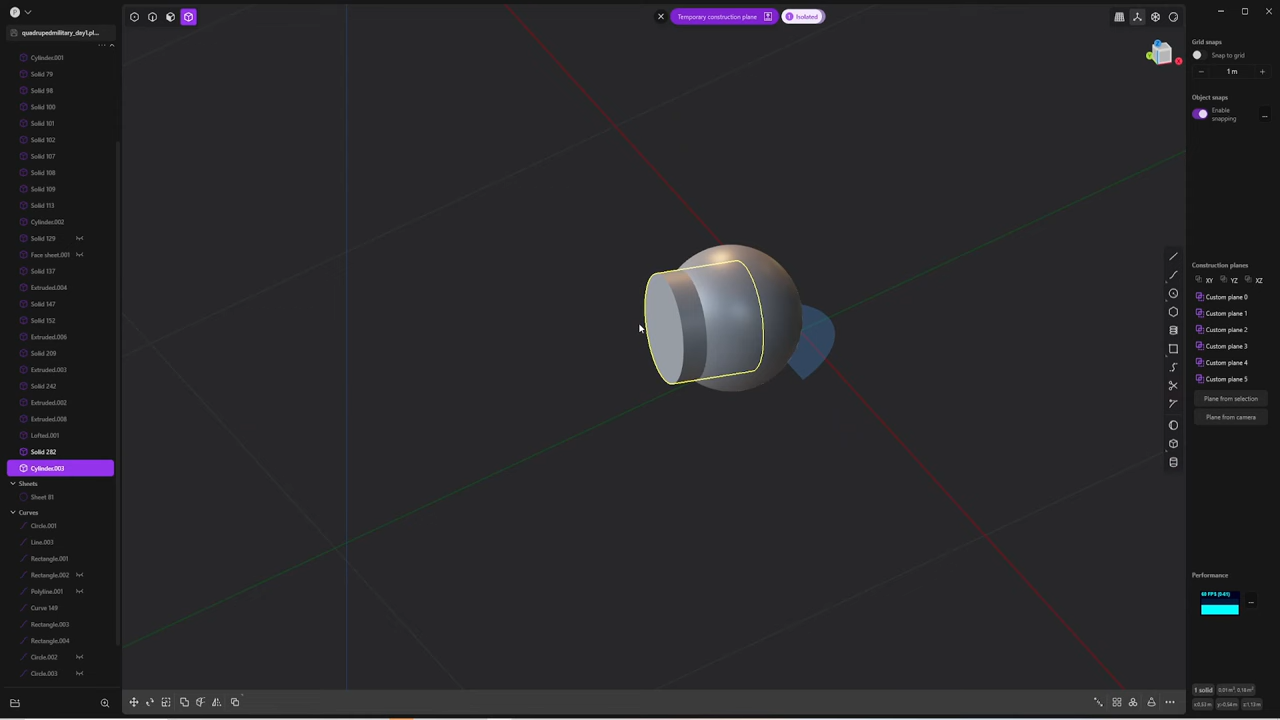 Temporary construction plane
Isolated
quadrupedmilitary_day1.pl...
Cylinder.001
Solid 79
Solid 98
Solid 100
Solid 101
Solid 102
Solid 107
Solid 108
Solid 109
Solid 113
Cylinder.002
Solid 129
Face sheet.001
Solid 137
Extruded.004
Solid 147
Solid 152
Extruded.006
Solid 209
Extruded.003
Solid 242
Extruded.002
Extruded.008
Lofted.001
Solid 282
Cylinder.003
Sheets
Sheet 81
Curves
Circle.001
Line.003
Rectangle.001
Rectangle.002
Polyline.001
Curve 149
Rectangle.003
Rectangle.004
Circle.002
Circle.003
Grid snaps
Snap to grid
1 m
Object snaps
Enable
snapping
Construction planes
XY YZ XZ
Custom plane 0
Custom plane 1
Custom plane 2
Custom plane 3
Custom plane 4
Custom plane 5
Plane from selection
Plane from camera
Performance
1 solid